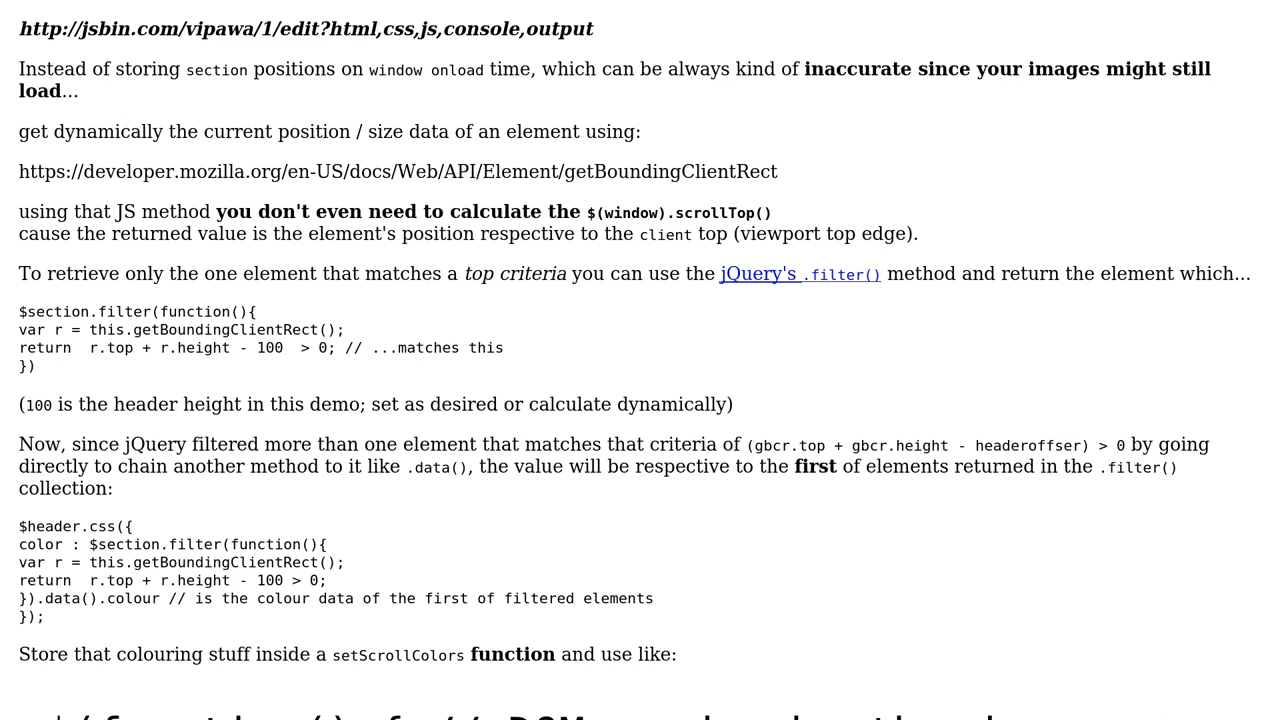 http://jsbin.com/vipawa/1/edit?html,css,js,console,output
Instead of storing section positions on window onload time, which can be always kind of inaccurate since your images might still
load...
get dynamically the current position / size data of an element using:
https://developer.mozilla.org/en-US/docs/Web/API/Element/getBoundingClientRect
using that JS method you don't even need to calculate the $(window).scrollTop()
cause the returned value is the element's position respective to the client top (viewport top edge).
To retrieve only the one element that matches a top criteria you can use the jQuery's .filter() method and return the element which...
$section.filter(function(){
var r = this.getBoundingClientRect();
return  r.top + r.height - 100  > 0; // ...matches this
})
(100 is the header height in this demo; set as desired or calculate dynamically)
Now, since jQuery filtered more than one element that matches that criteria of (gbcr.top + gbcr.height - headeroffser) > 0 by going
directly to chain another method to it like .data(), the value will be respective to the first of elements returned in the .filter()
collection:
$header.css({
color : $section.filter(function(){
var r = this.getBoundingClientRect();
return  r.top + r.height - 100 > 0;
}).data().colour // is the colour data of the first of filtered elements
});
Store that colouring stuff inside a setScrollColors function and use like: